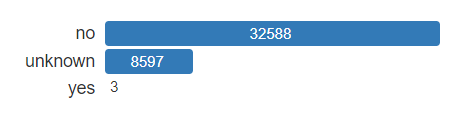 no 32588
unknown 8597
yes 3